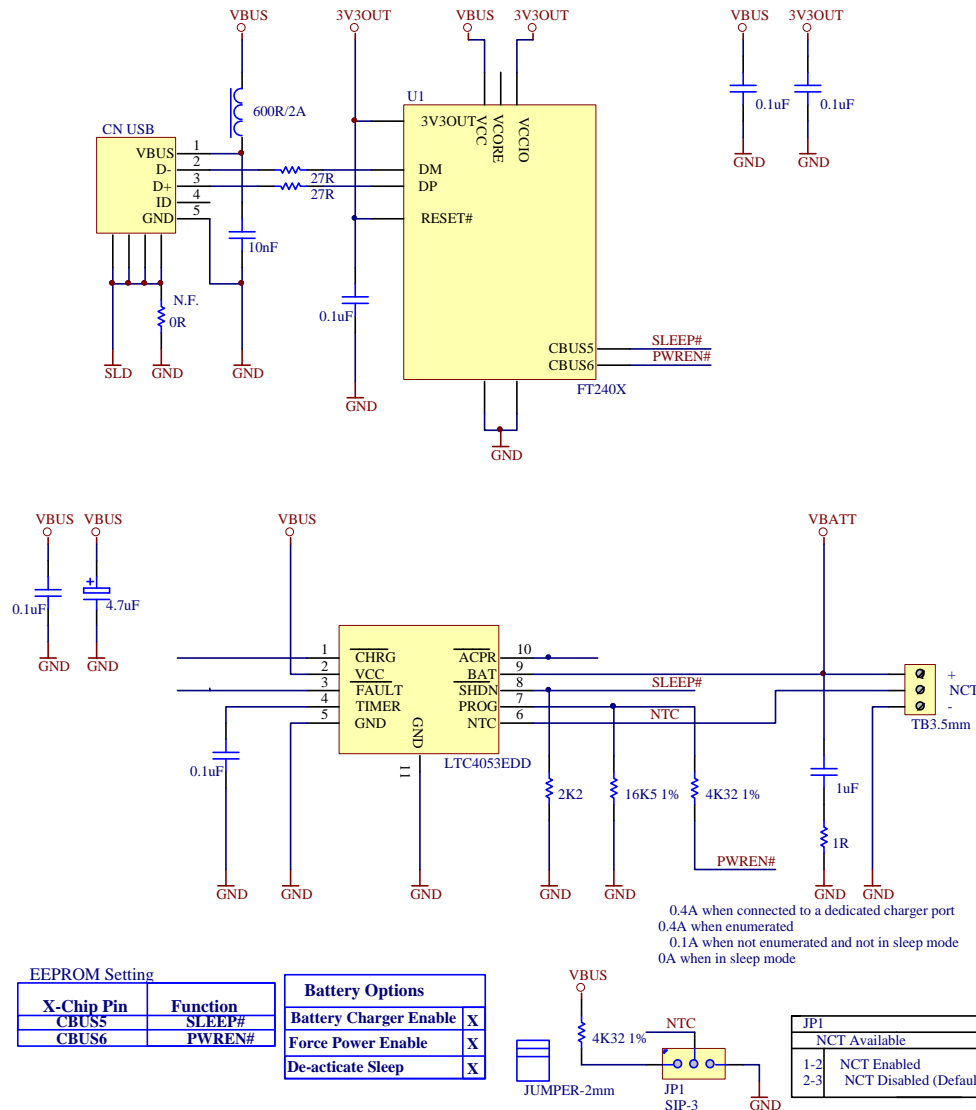 VBUS
3V3OUT
VBUS
3V3OUT
VBUS
3V3OUT
600R/2A
U1
0.1uF
0.1uF
CN USB
3V3OUT
VCC
VCORE
VCCIO
VBUS
1
D-
2
D+
3
ID
4
GND
5
27R
27R
DM
DP
RESET#
GND
GND
10nF
N.F.
0R
0.1uF
CBUS5
SLEEP#
CBUS6
PWREN#
SLD
GND
GND
GND
FT240X
GND
VBUS
VBUS
VBUS
VBATT
0.1uF
+
4.7uF
GND
GND
1
CHRG
ACPR
10
2
VCC
BAT
9
3
FAULT
SHDN
8
SLEEP#
4
TIMER
PROG
7
5
GND
NTC
6
NTC
GND
11
LTC4053EDD
+
NCT
-
TB3.5mm
0.1uF
2K2
16K5 1%
4K32 1%
1uF
1R
PWREN#
GND
GND
GND
GND
GND
GND
GND
0.4A when connected to a dedicated charger port
0.4A when enumerated
0.1A when not enumerated and not in sleep mode
0A when in sleep mode
EEPROM Setting
X-Chip Pin Function
CBUS5 SLEEP#
CBUS6 PWREN#
Battery Options
Battery Charger Enable X
Force Power Enable X
De-acticate Sleep X
VBUS
4K32 1%
NTC
JUMPER-2mm
JP1
SIP-3
GND
JP1
NCT Available
1-2 NCT Enabled
2-3 NCT Disabled (Defaul